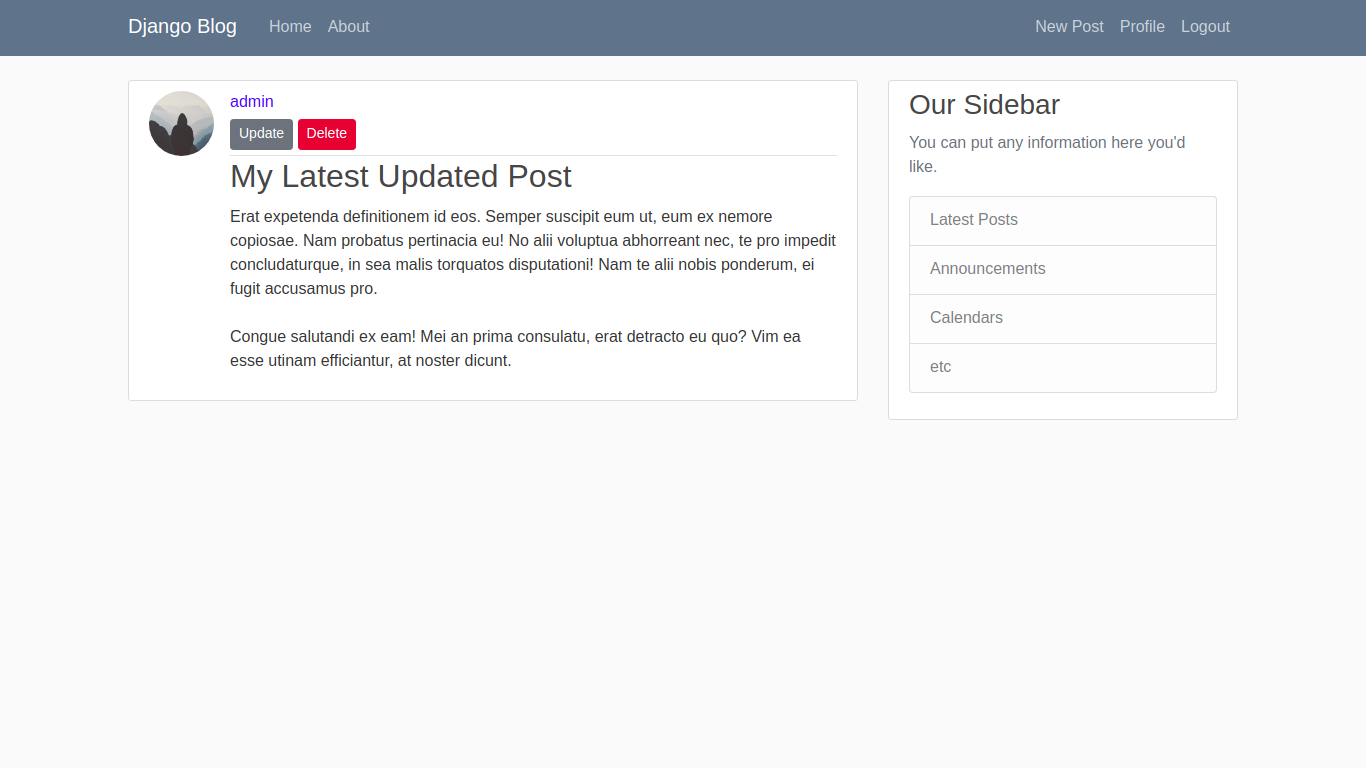 Django Blog Home About New Post Profile Logout
admin
Update Delete
My Latest Updated Post
Erat expetenda definitionem id eos. Semper suscipit eum ut, eum ex nemore
copiosae. Nam probatus pertinacia eu! No alii voluptua abhorreant nec, te pro impedit
concludaturque, in sea malis torquatos disputationi! Nam te alii nobis ponderum, ei
fugit accusamus pro.
Congue salutandi ex eam! Mei an prima consulatu, erat detracto eu quo? Vim ea
esse utinam efficiantur, at noster dicunt.
Our Sidebar
You can put any information here you'd
like.
Latest Posts
Announcements
Calendars
etc